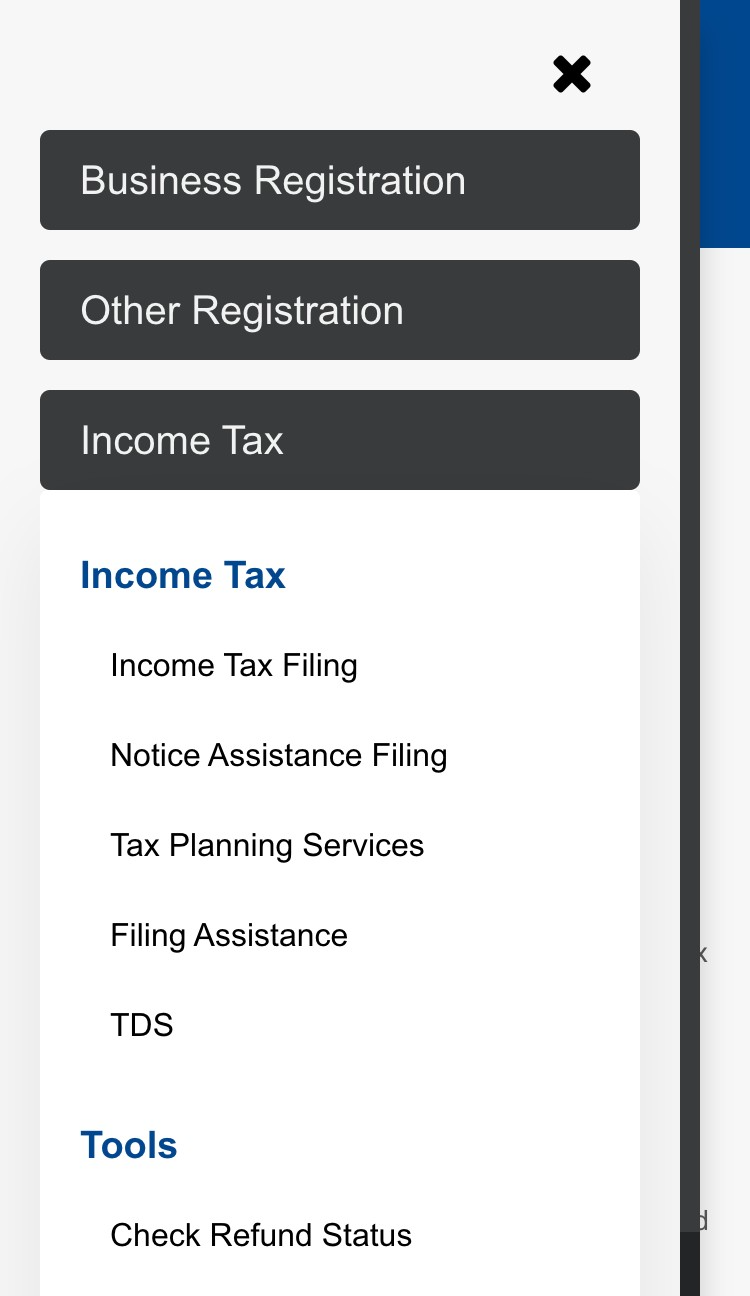 Business Registration
Other Registration
Income Tax
Income Tax
Income Tax Filing
Notice Assistance Filing
Tax Planning Services
Filing Assistance
TDS
Tools
Check Refund Status